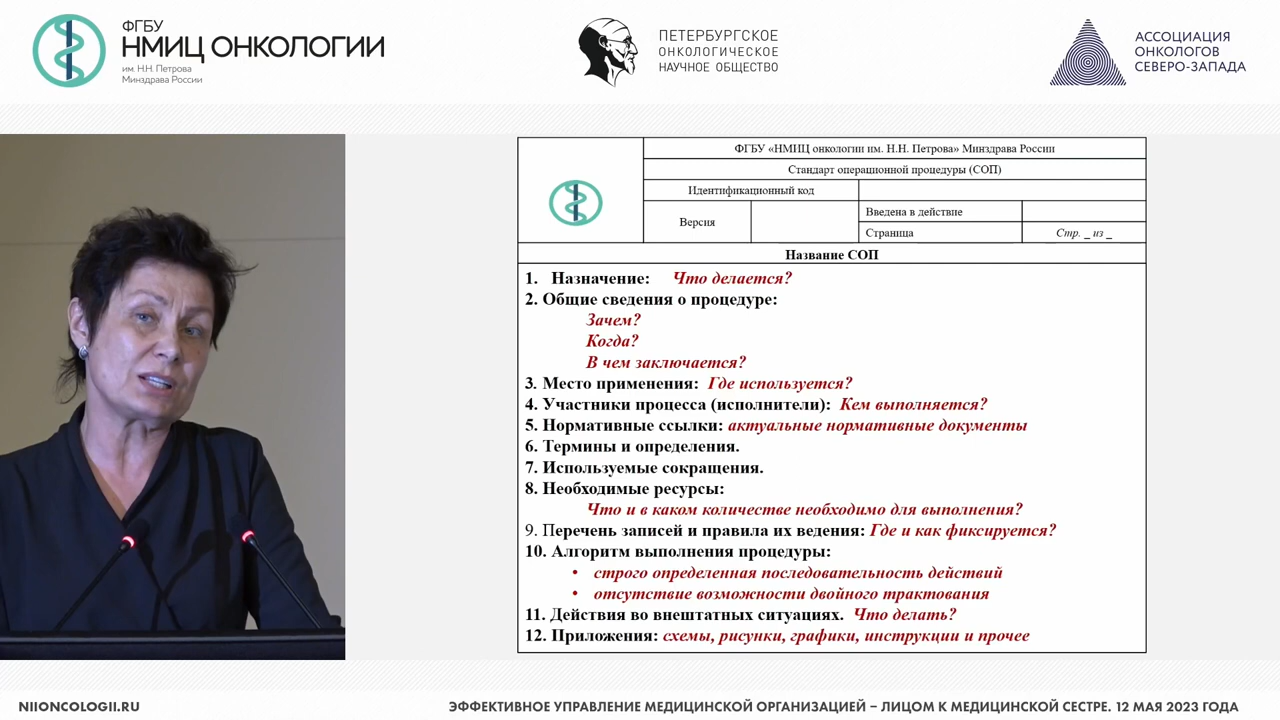 ФГБУ
НМИЦ ОНКОЛОГИИ
им. Н.Н. Петрова
Минздрава России
ПЕТЕРБУРГСКОЕ
ОНКОЛОГИЧЕСКОЕ
НАУЧНОЕ ОБЩЕСТВО
АССОЦИАЦИЯ
ОНКОЛОГОВ
СЕВЕРО-ЗАПАДА
ФГБУ «НМИЦ онкологии им. Н.Н. Петрова» Минздрава России
Стандарт операционной процедуры (СОП)
Идентификационный код
Версия
Введена в действие
Страница
Стр. _ из _
Название СОП
1. Назначение: Что делается?
2. Общие сведения о процедуре:
Зачем?
Когда?
В чем заключается?
3. Место применения: Где используется?
4. Участники процесса (исполнители): Кем выполняется?
5. Нормативные ссылки: актуальные нормативные документы
6. Термины и определения.
7. Используемые сокращения.
8. Необходимые ресурсы:
Что и в каком количестве необходимо для выполнения?
9. Перечень записей и правила их ведения: Где и как фиксируется?
10. Алгоритм выполнения процедуры:
• строго определенная последовательность действий
• отсутствие возможности двойного трактования
11. Действия во внештатных ситуациях. Что делать?
12. Приложения: схемы, рисунки, графики, инструкции и прочее
NIIONCOLOGII.RU
ЭФФЕКТИВНОЕ УПРАВЛЕНИЕ МЕДИЦИНСКОЙ ОРГАНИЗАЦИЕЙ – ЛИЦОМ К МЕДИЦИНСКОЙ СЕСТРЕ. 12 МАЯ 2023 ГОДА